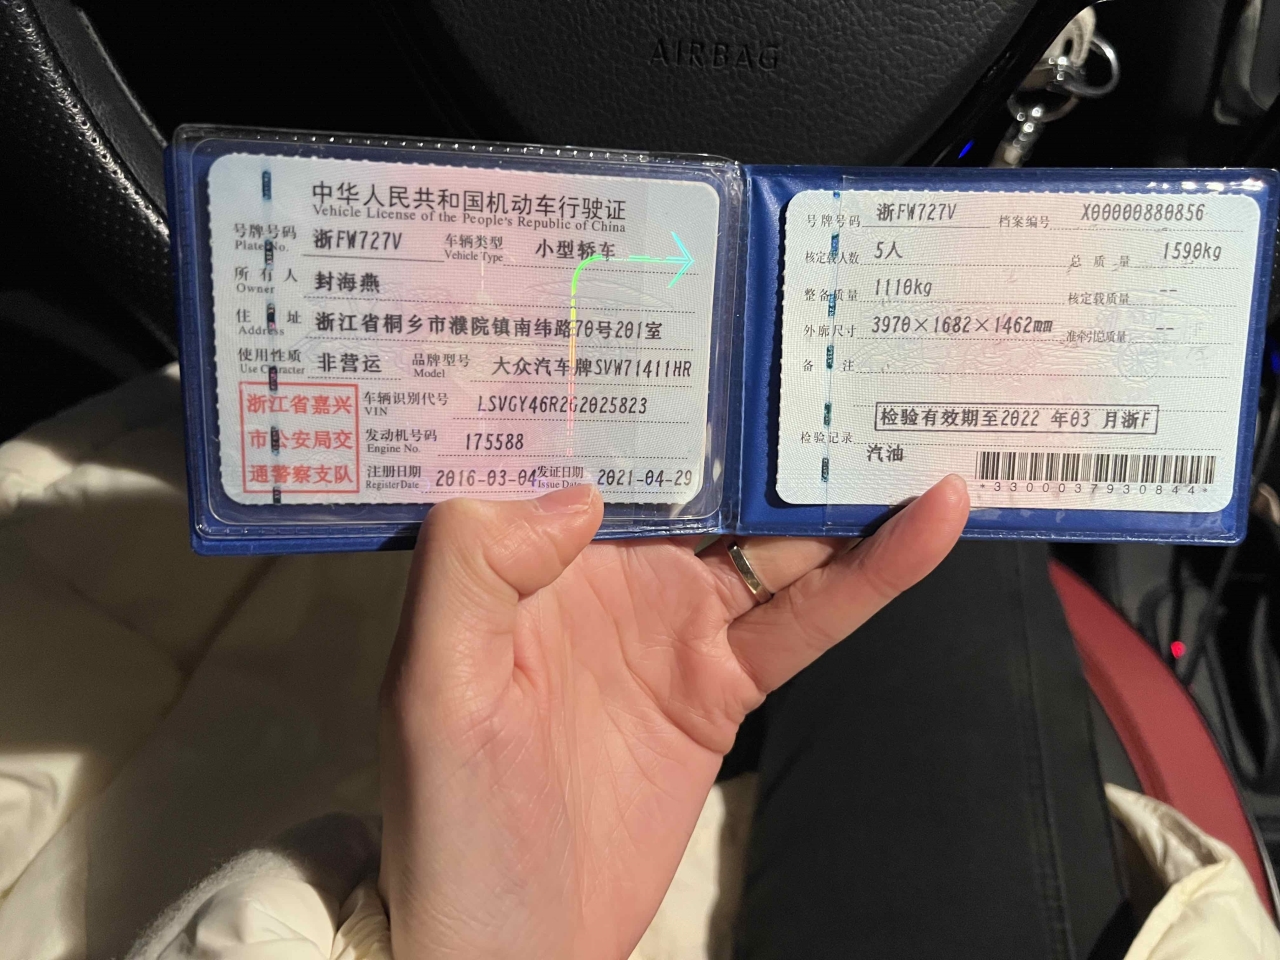 AIRBAG
中华人民共和国机动车行驶证
Vehicle License of the People's Republic of China
号牌号码 浙FW727V 车辆类型 小型轿车
Plate No. Vehicle Type
所有人 封海燕
Owner
住址 浙江省桐乡市濮院镇南纬路70号201室
Address
使用性质 非营运 品牌型号 大众汽车牌SVW71411HR
Use Character Model
浙江省嘉兴
市公安局交
通警察支队
车辆识别代号 LSVGY46R2G2025823
VIN
发动机号码 175588
Engine No.
注册日期 2016-03-04 发证日期 2021-04-29
Register Date Issue Date
号牌号码 浙FW727V 档案编号 X00000880856
核定载人数 5人 总质量 1590kg
整备质量 1110kg 核定载质量 --
外廓尺寸 3970×1682×1462mm 准牵引总质量 --
备注
检验有效期至2022 年03 月浙F
检验记录
汽油
*3300037930844*